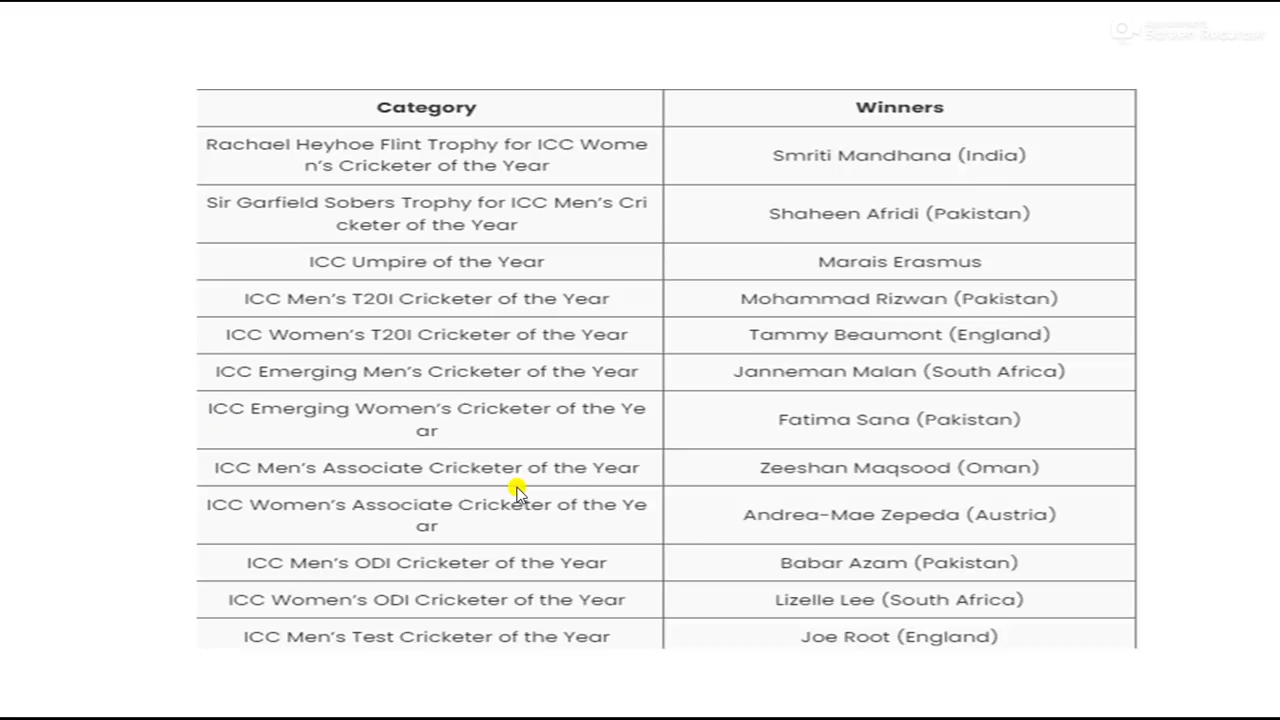 Screen Recorder
Category
Winners
Rachael Heyhoe Flint Trophy for ICC Wome
n's Cricketer of the Year
Smriti Mandhana (India)
Sir Garfield Sobers Trophy for ICC Men's Cri
cketer of the Year
Shaheen Afridi (Pakistan)
ICC Umpire of the Year
Marais Erasmus
ICC Men's T20I Cricketer of the Year
Mohammad Rizwan (Pakistan)
ICC Women's T20I Cricketer of the Year
Tammy Beaumont (England)
ICC Emerging Men's Cricketer of the Year
Janneman Malan (South Africa)
ICC Emerging Women's Cricketer of the Ye
ar
Fatima Sana (Pakistan)
ICC Men's Associate Cricketer of the Year
Zeeshan Maqsood (Oman)
ICC Women's Associate Cricketer of the Ye
ar
Andrea-Mae Zepeda (Austria)
ICC Men's ODI Cricketer of the Year
Babar Azam (Pakistan)
ICC Women's ODI Cricketer of the Year
Lizelle Lee (South Africa)
ICC Men's Test Cricketer of the Year
Joe Root (England)